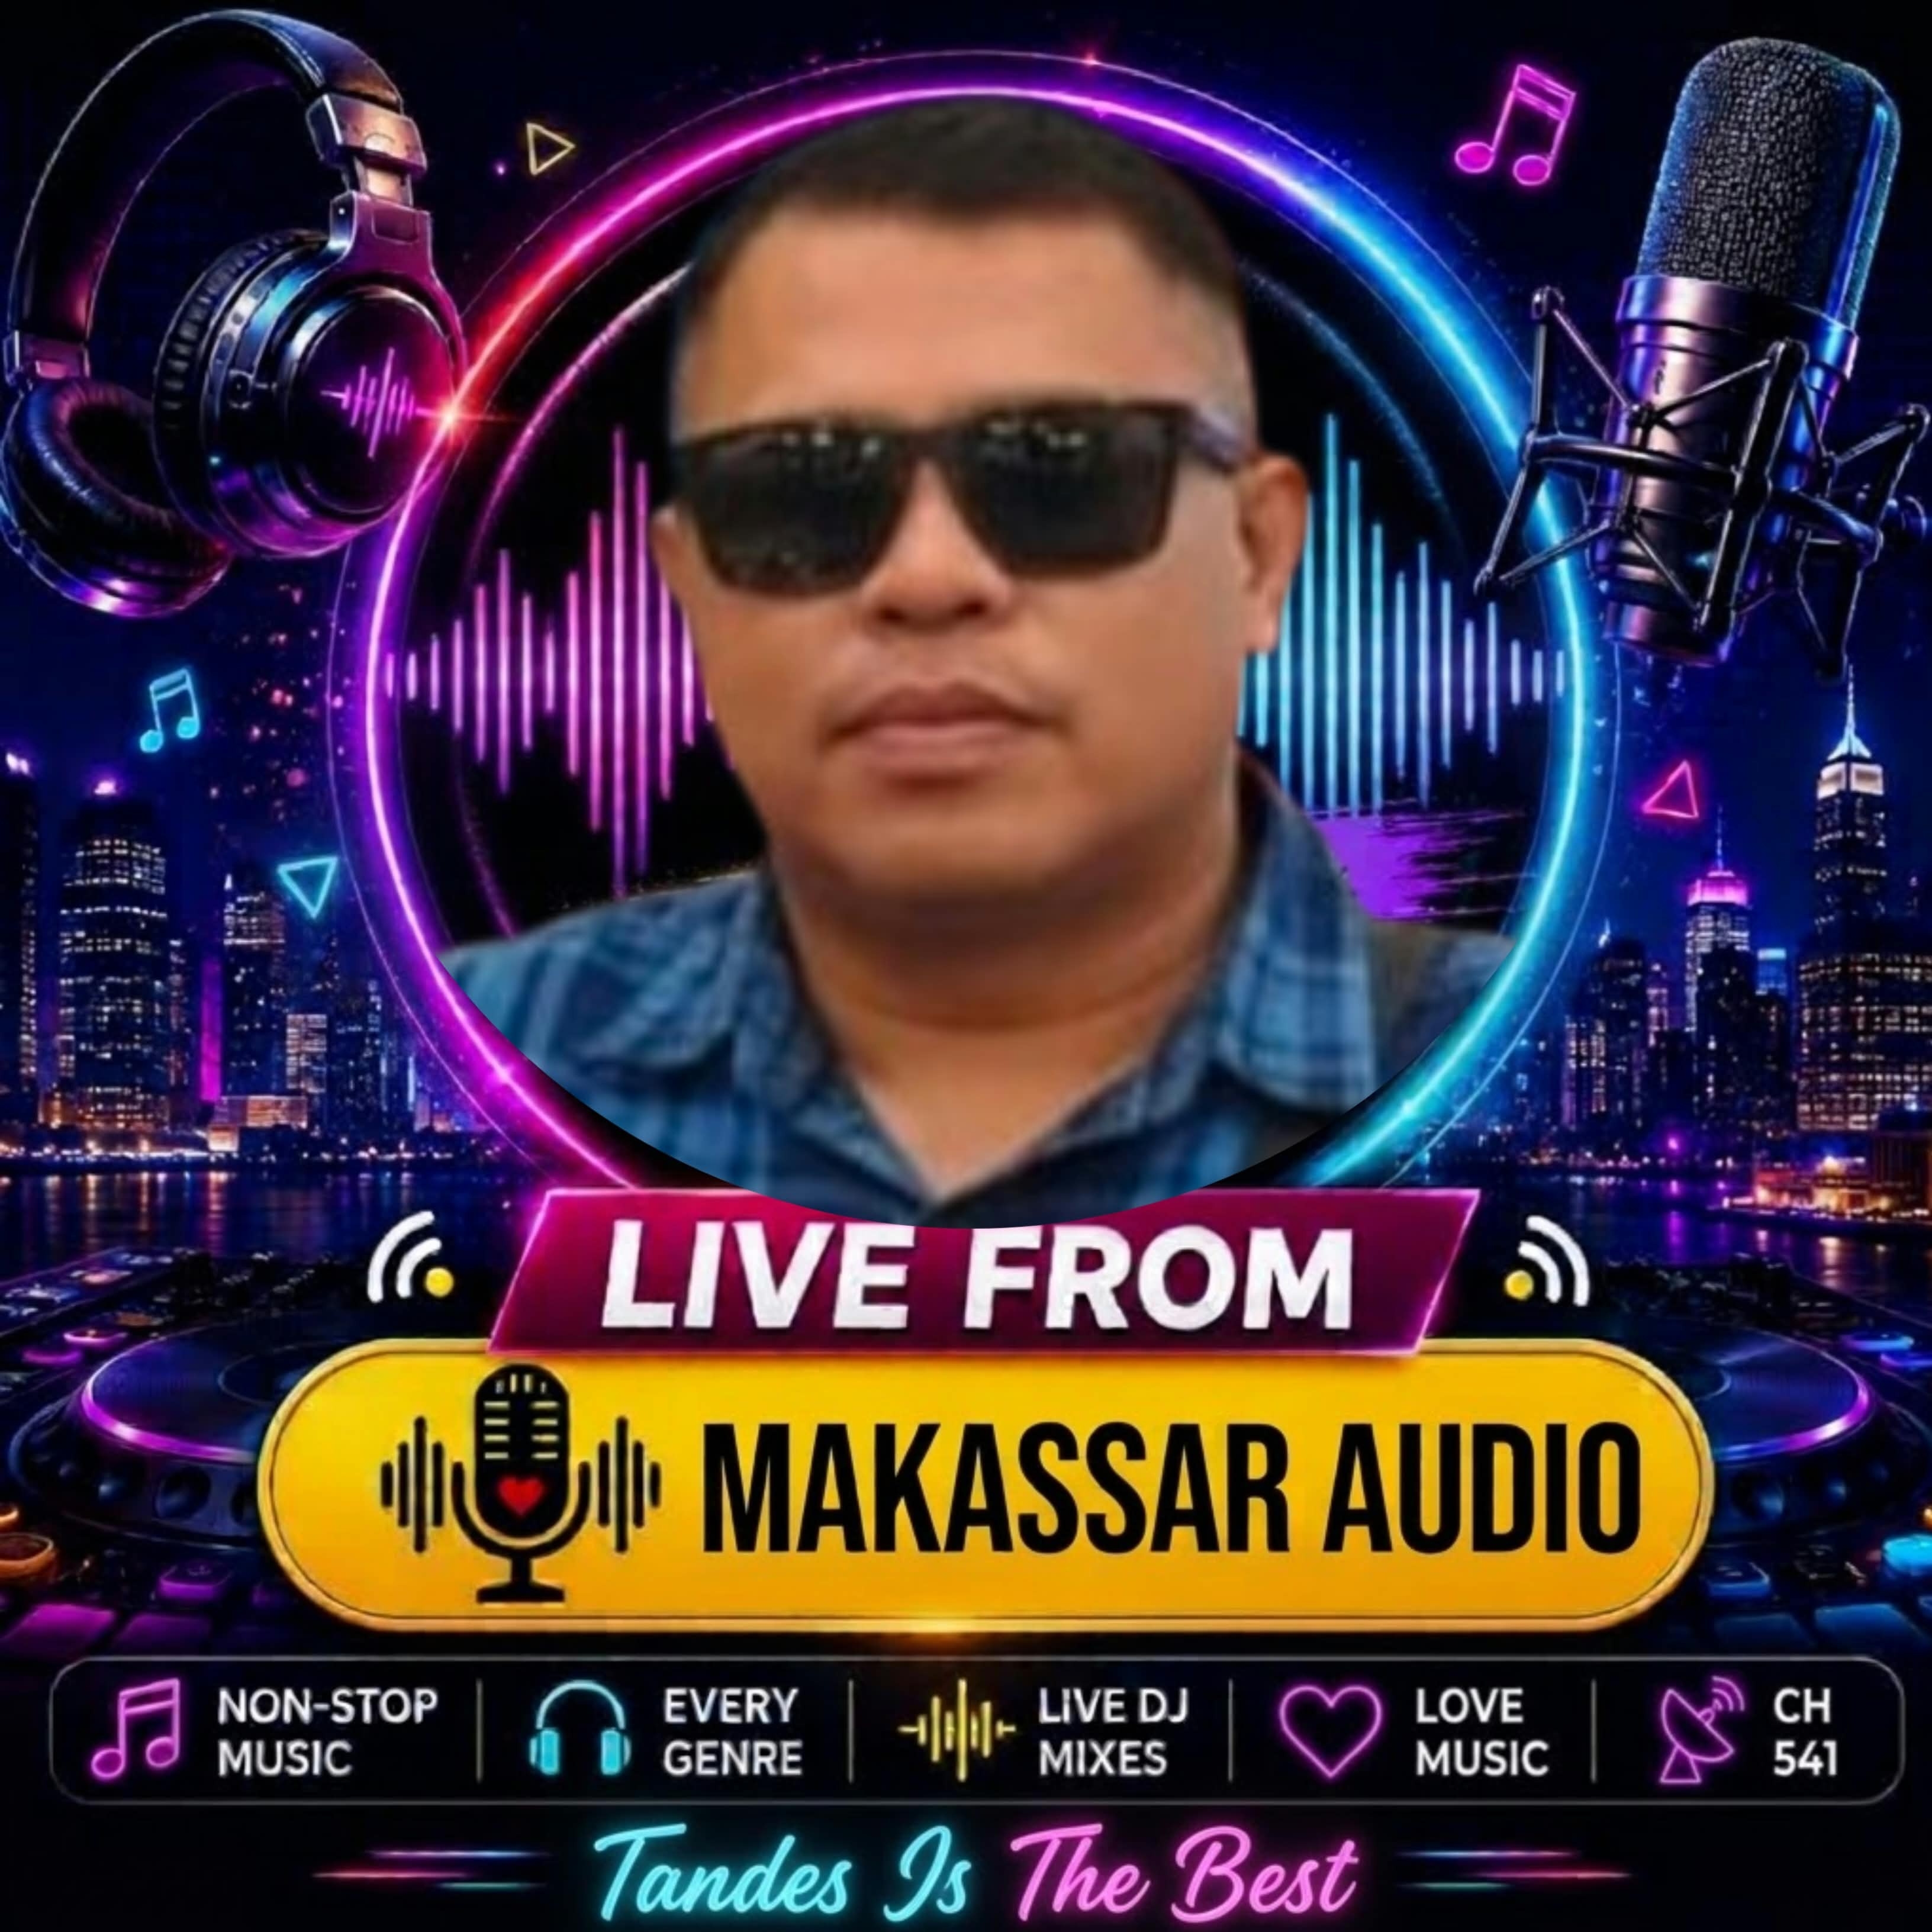 LIVE FROM
MAKASSAR AUDIO
NON-STOP
MUSIC
EVERY
GENRE
LIVE DJ
MIXES
LOVE
MUSIC
CH
541
Tandes Is The Best